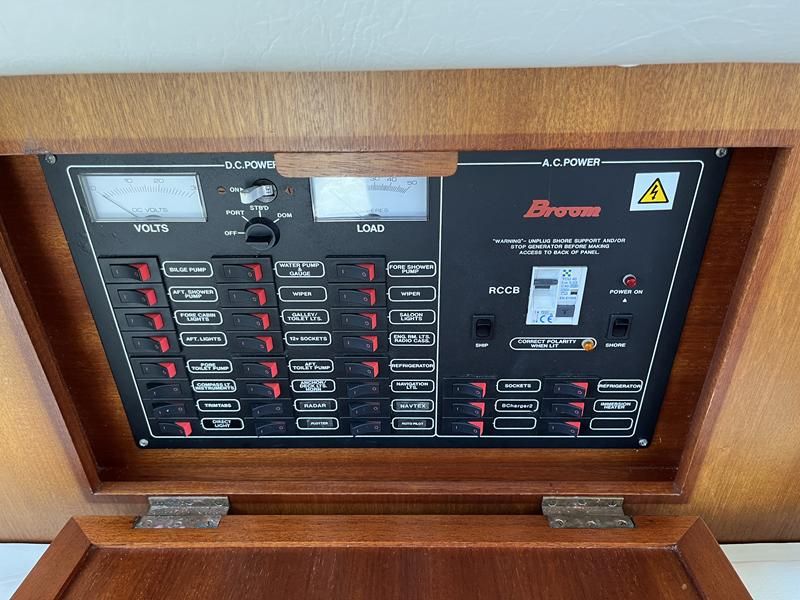 D.C.POWER
A.C.POWER
0 10 20 3
DC VOLTS
VOLTS
ON
STB'D
PORT
DOM
OFF
30 40 50
LOAD
Broom
"WARNING"- UNPLUG SHORE SUPPORT AND/OR
STOP GENERATOR BEFORE MAKING
ACCESS TO BACK OF PANEL.
RCCB
POWER ON
SHIP
CORRECT POLARITY
WHEN LIT
SHORE
BILGE PUMP
WATER PUMP
&
GAUGE
FORE SHOWER
PUMP
AFT. SHOWER
PUMP
WIPER
WIPER
FORE CABIN
LIGHTS
GALLEY/
TOILET LTS.
SALOON
LIGHTS
AFT. LIGHTS
12v SOCKETS
ENG. RM. LTS.
RADIO CASS.
FORE
TOILET PUMP
AFT.
TOILET PUMP
REFRIGERATOR
COMPASS LT
INSTRUMENTS
ANCHOR
HORN
NAVIGATION
LTS.
SOCKETS
REFRIGERATOR
TRIMTABS
RADAR
NAVTEX
BCharger2
IMMERSION
HEATER
DIRECT
LIGHT
PLOTTER
AUTO PILOT